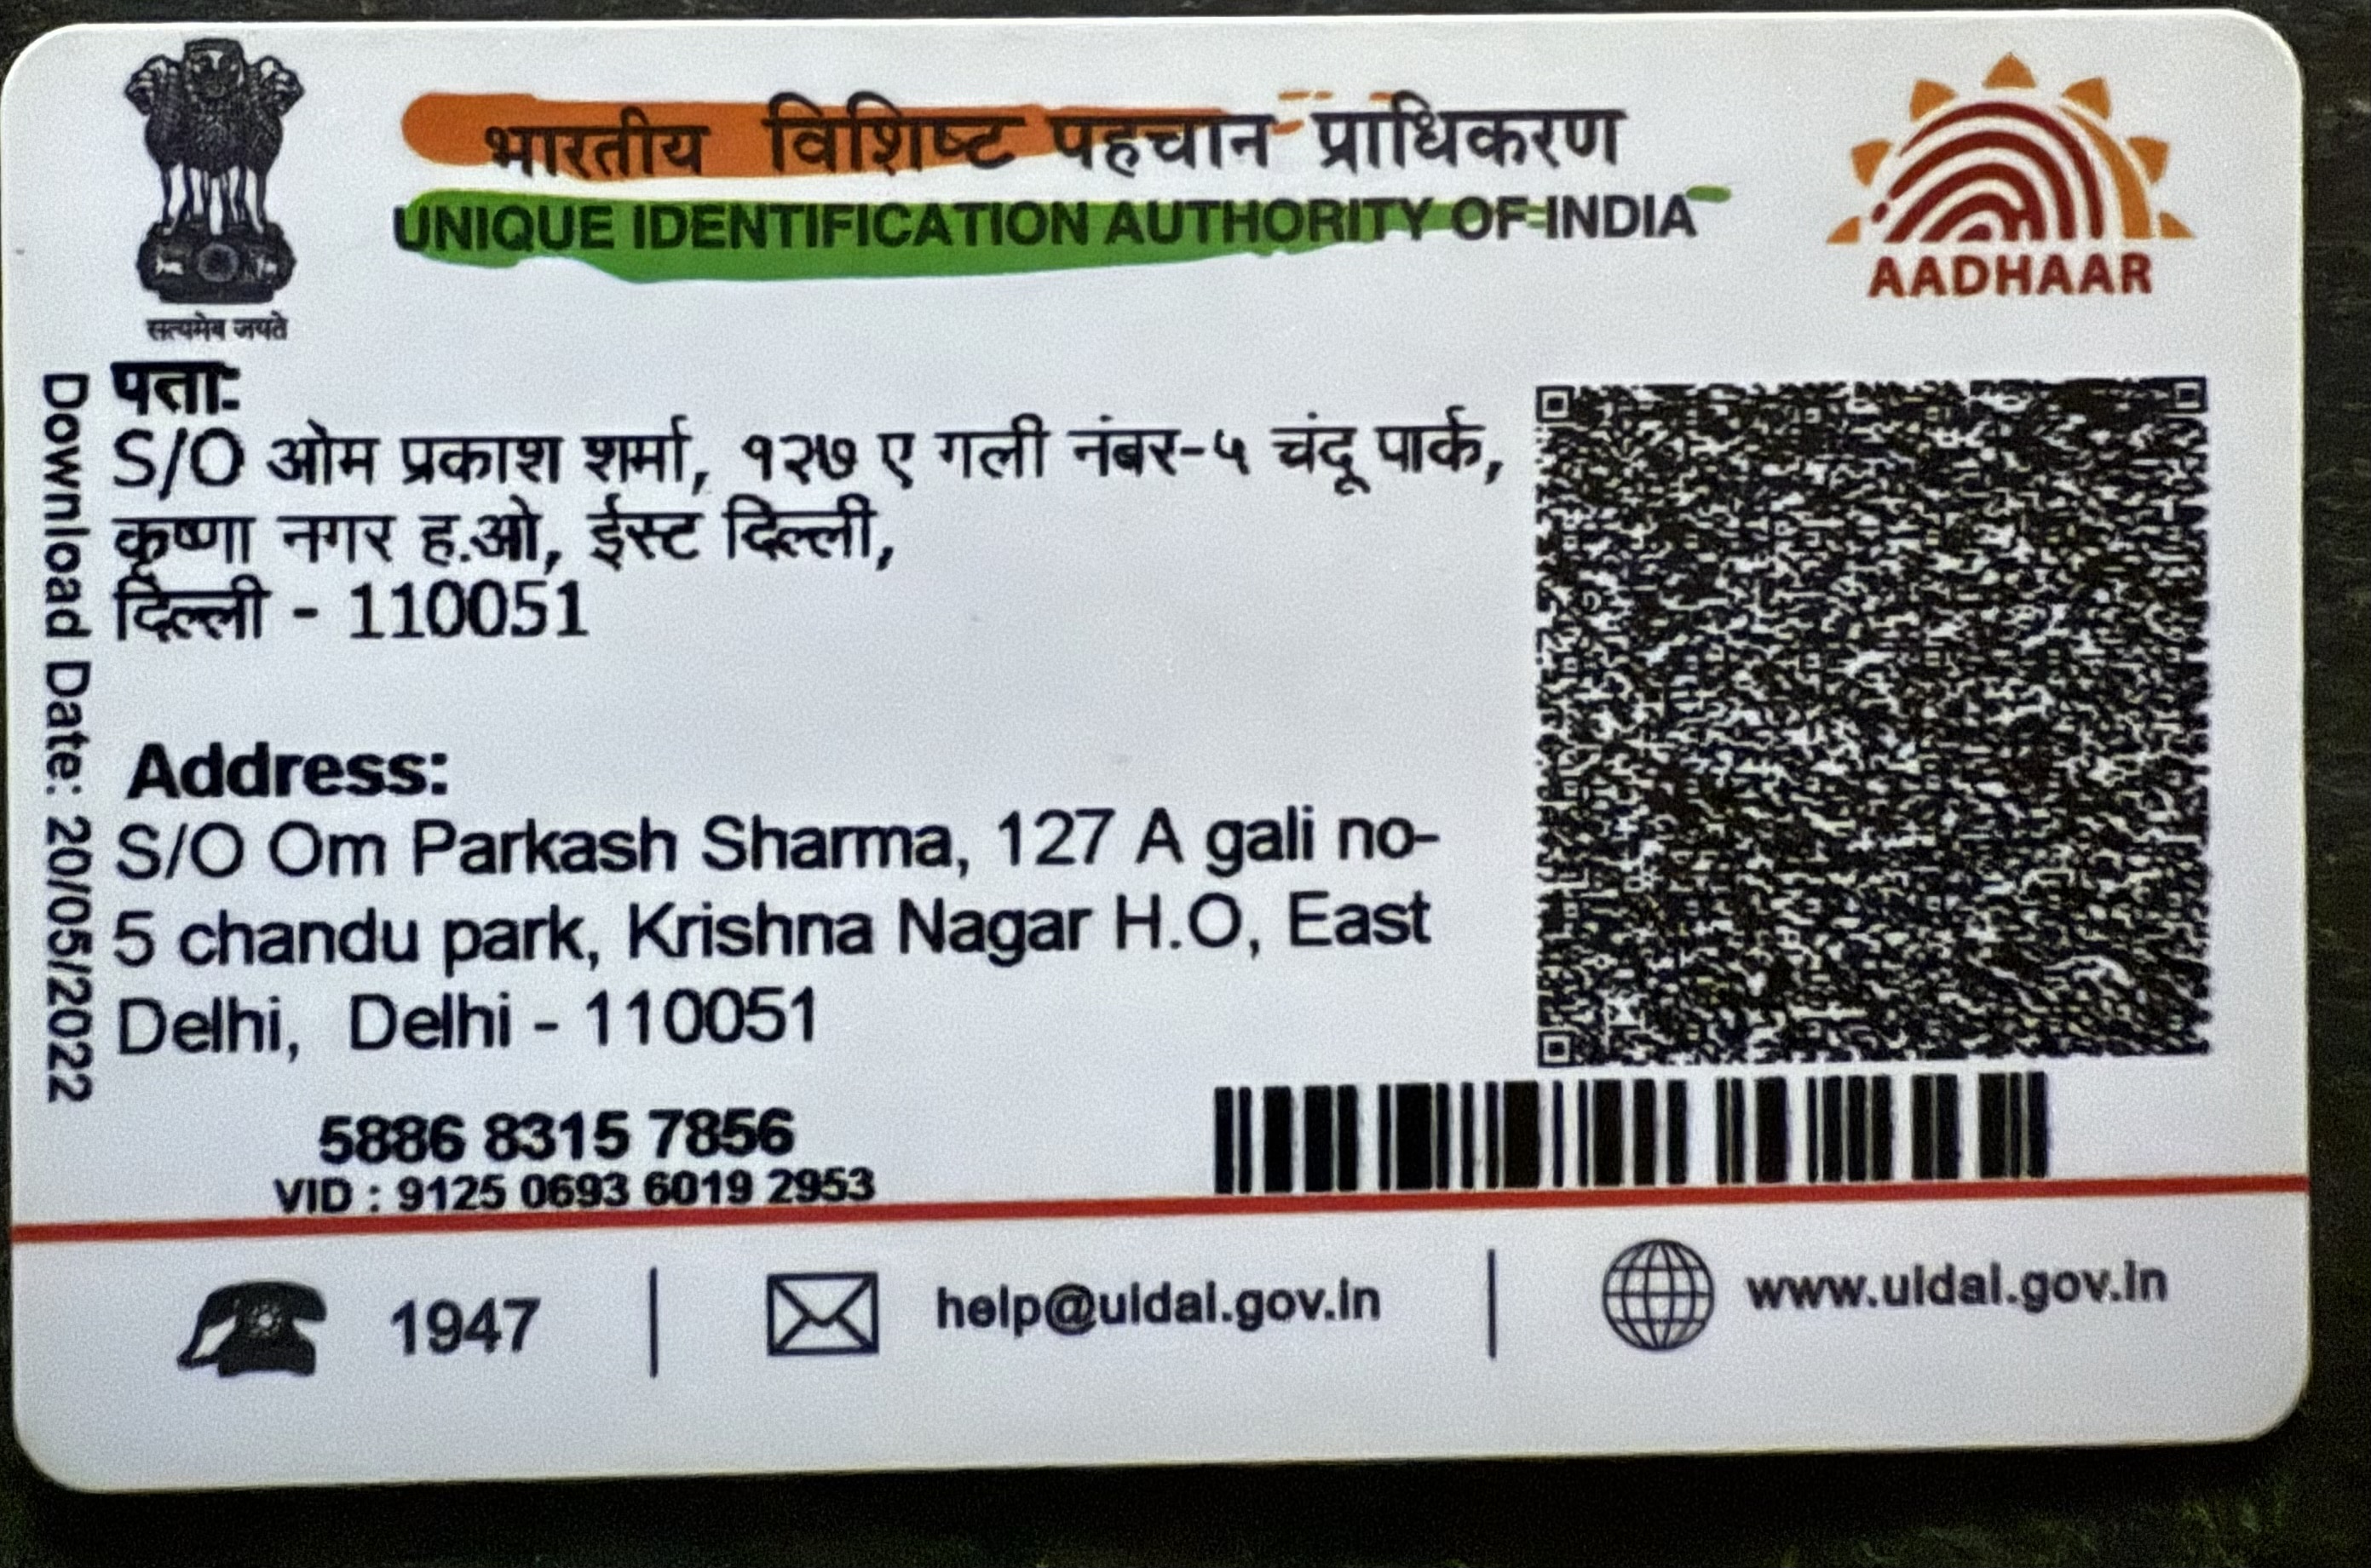 भारतीय विशिष्ट पहचान प्राधिकरण
UNIQUE IDENTIFICATION AUTHORITY OF INDIA
AADHAAR
सत्यमेव जयते
Download Date: 20/05/2022
पता:
S/O ओम प्रकाश शर्मा, १२७ ए गली नंबर-५ चंदू पार्क,
कृष्णा नगर ह.ओ, ईस्ट दिल्ली,
दिल्ली - 110051
Address:
S/O Om Parkash Sharma, 127 A gali no-
5 chandu park, Krishna Nagar H.O, East
Delhi, Delhi - 110051
5886 8315 7856
VID : 9125 0693 6019 2953
1947
help@uidai.gov.in
www.uidai.gov.in